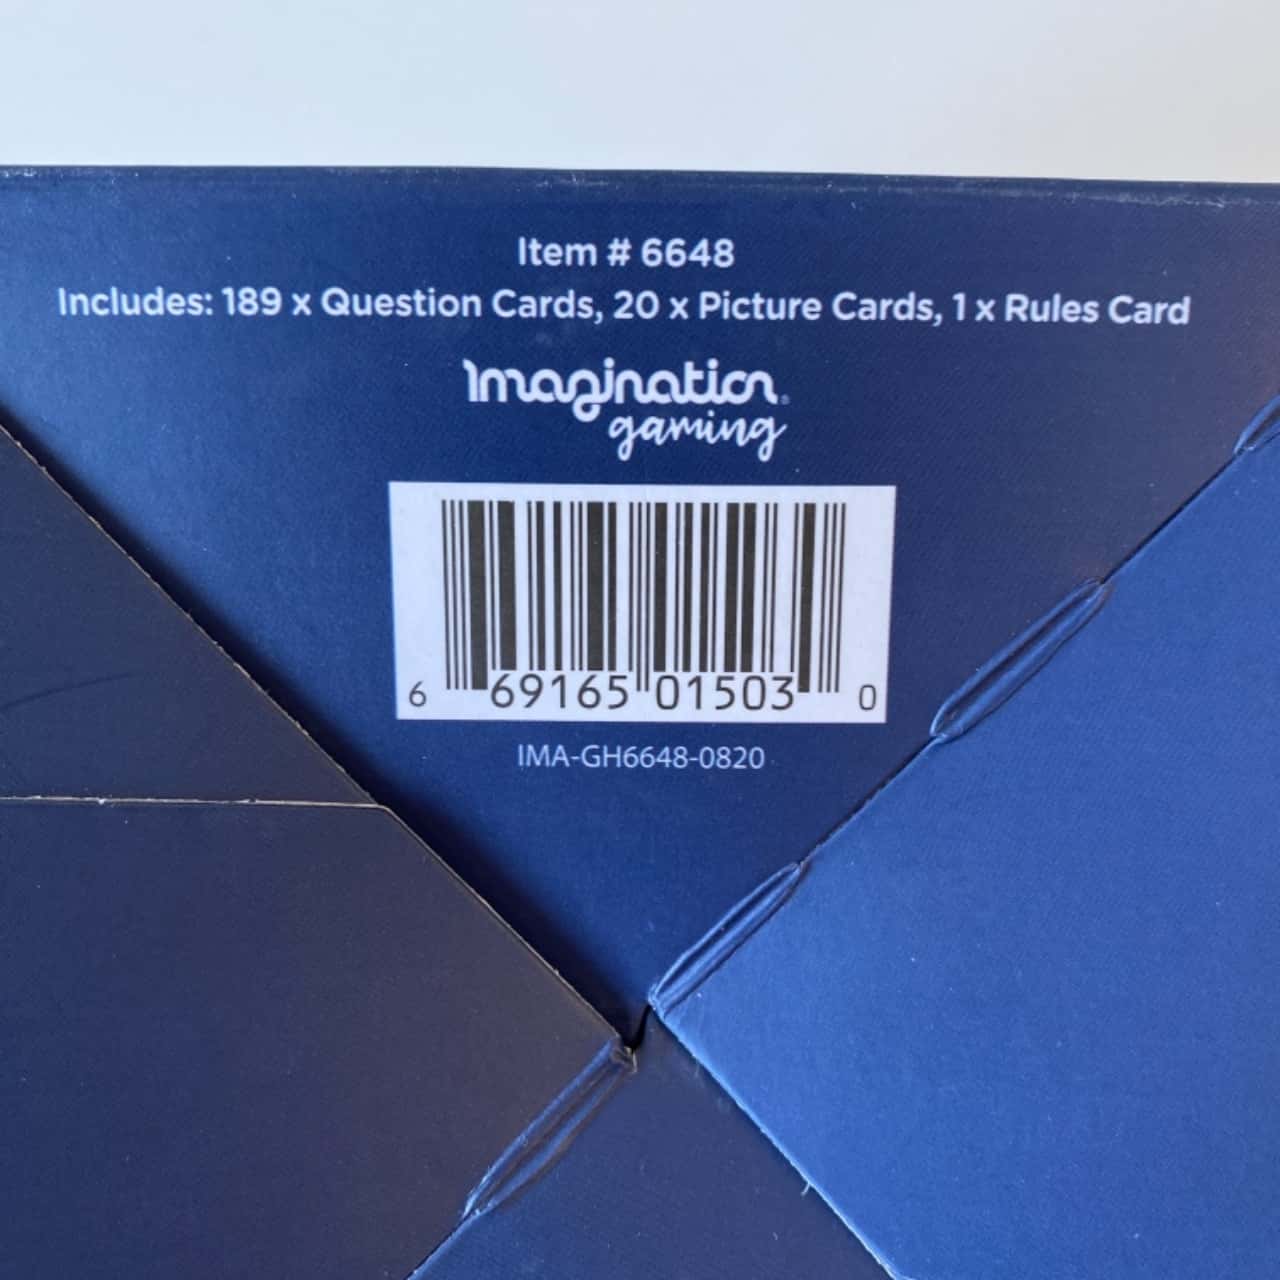 Item # 6648
Includes: 189 x Question Cards, 20 x Picture Cards, 1 x Rules Card
Imagination
gaming
6 69165 01503 0
IMA-GH6648-0820